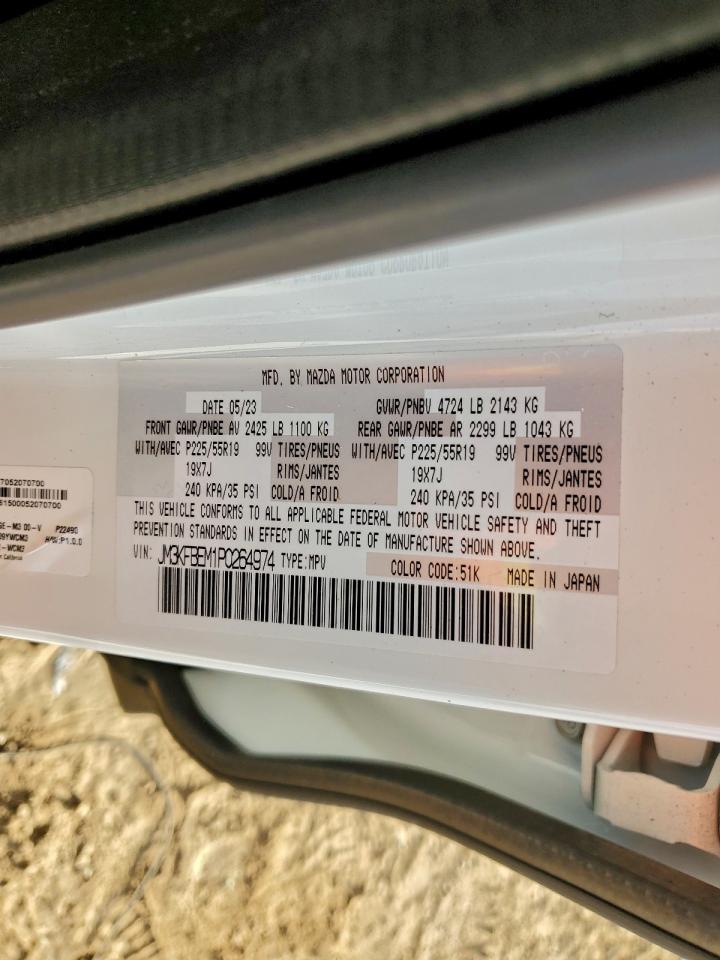 MFD. BY MAZDA MOTOR CORPORATION
DATE 05/23 GVWR/PNBV 4724 LB 2143 KG
FRONT GAWR/PNBE AV 2425 LB 1100 KG REAR GAWR/PNBE AR 2299 LB 1043 KG
WITH/AVEC P225/55R19 99V TIRES/PNEUS WITH/AVEC P225/55R19 99V TIRES/PNEUS
19X7J RIMS/JANTES 19X7J RIMS/JANTES
240 KPA/35 PSI COLD/A FROID 240 KPA/35 PSI COLD/A FROID
THIS VEHICLE CONFORMS TO ALL APPLICABLE FEDERAL MOTOR VEHICLE SAFETY AND THEFT
PREVENTION STANDARDS IN EFFECT ON THE DATE OF MANUFACTURE SHOWN ABOVE.
VIN: JM3KFBEM1P0264974 TYPE:MPV COLOR CODE:51K MADE IN JAPAN
7052070700
P22490